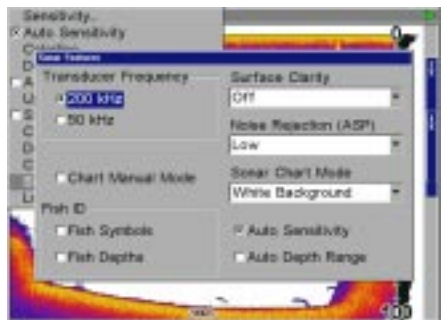 Sensitivity...
Auto Sensitivity
Sonar Features
Transducer Frequency
200 kHz
50 kHz
Surface Clarity
Off
Noise Rejection (ASP)
Low
Chart Manual Mode
Sonar Chart Mode
White Background
Fish ID
Fish Symbols
Fish Depths
Auto Sensitivity
Auto Depth Range
0
100